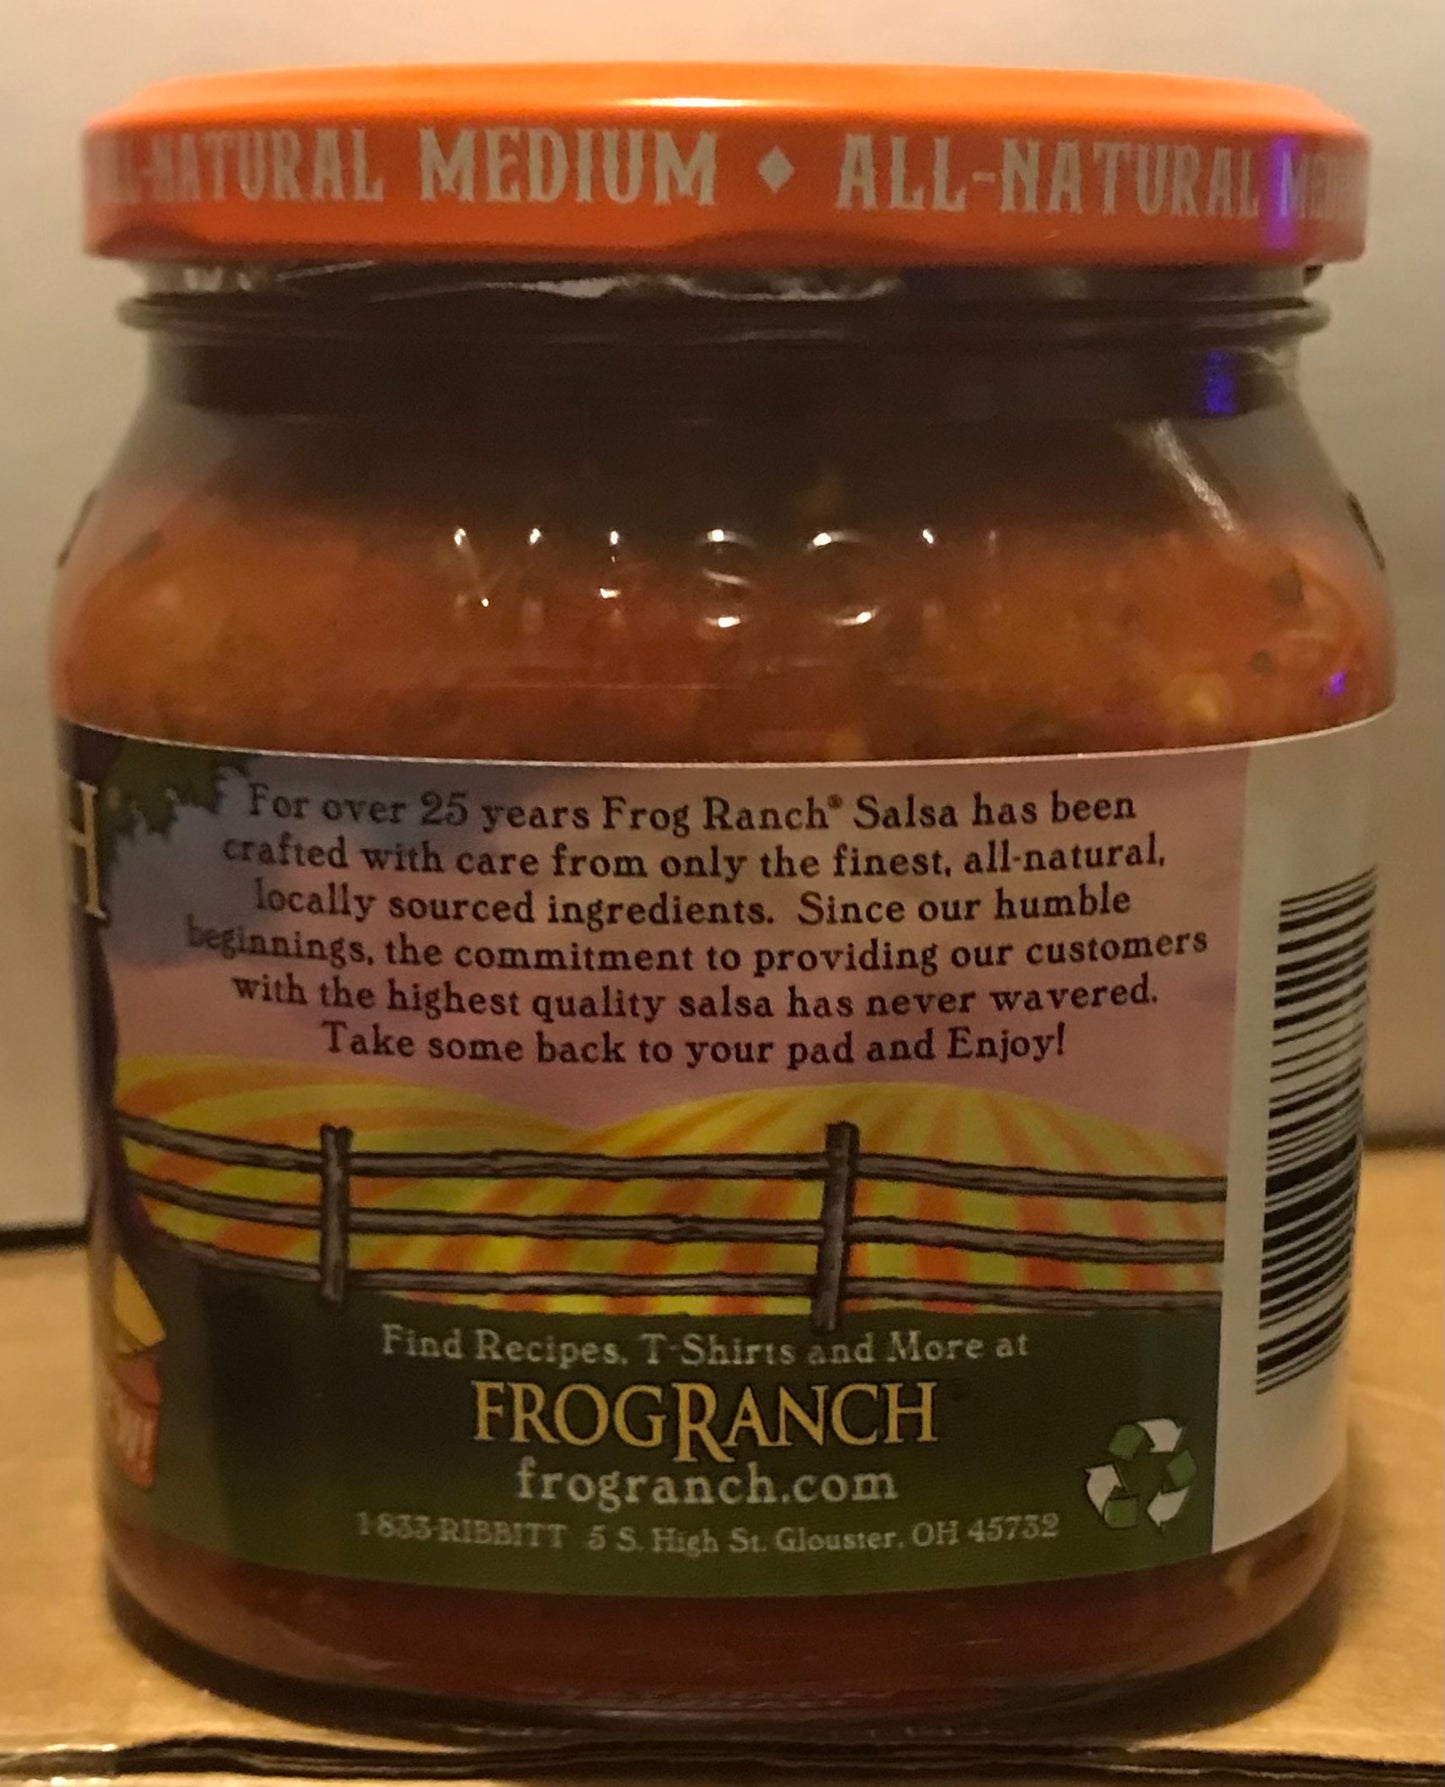 ALL-NATURAL MEDIUM ♦ ALL-NATURAL MEDIUM
H
For over 25 years Frog Ranch® Salsa has been
crafted with care from only the finest, all-natural,
locally sourced ingredients. Since our humble
beginnings, the commitment to providing our customers
with the highest quality salsa has never wavered.
Take some back to your pad and Enjoy!
Find Recipes, T-Shirts and More at
FROGRANCH
frogranch.com
1-833-RIBBITT 5 S. High St. Glouster, OH 45732